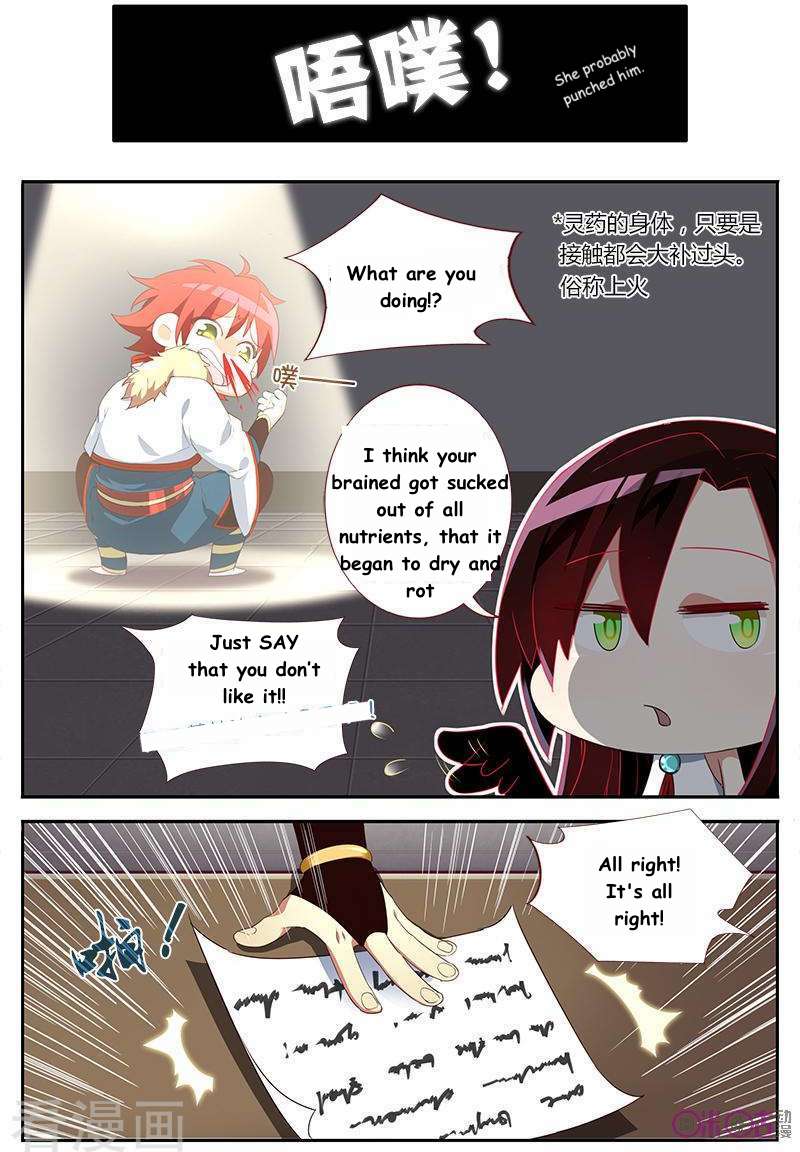 唔噗！
She probably
punched him.
*灵药的身体，只要是
接触都会大补过头。
俗称上火
What are you
doing!?
噗——
I think your
brained got sucked
out of all
nutrients, that it
began to dry and
rot
Just SAY
that you don't
like it!!
All right!
It's all
right!
啪！
看漫画